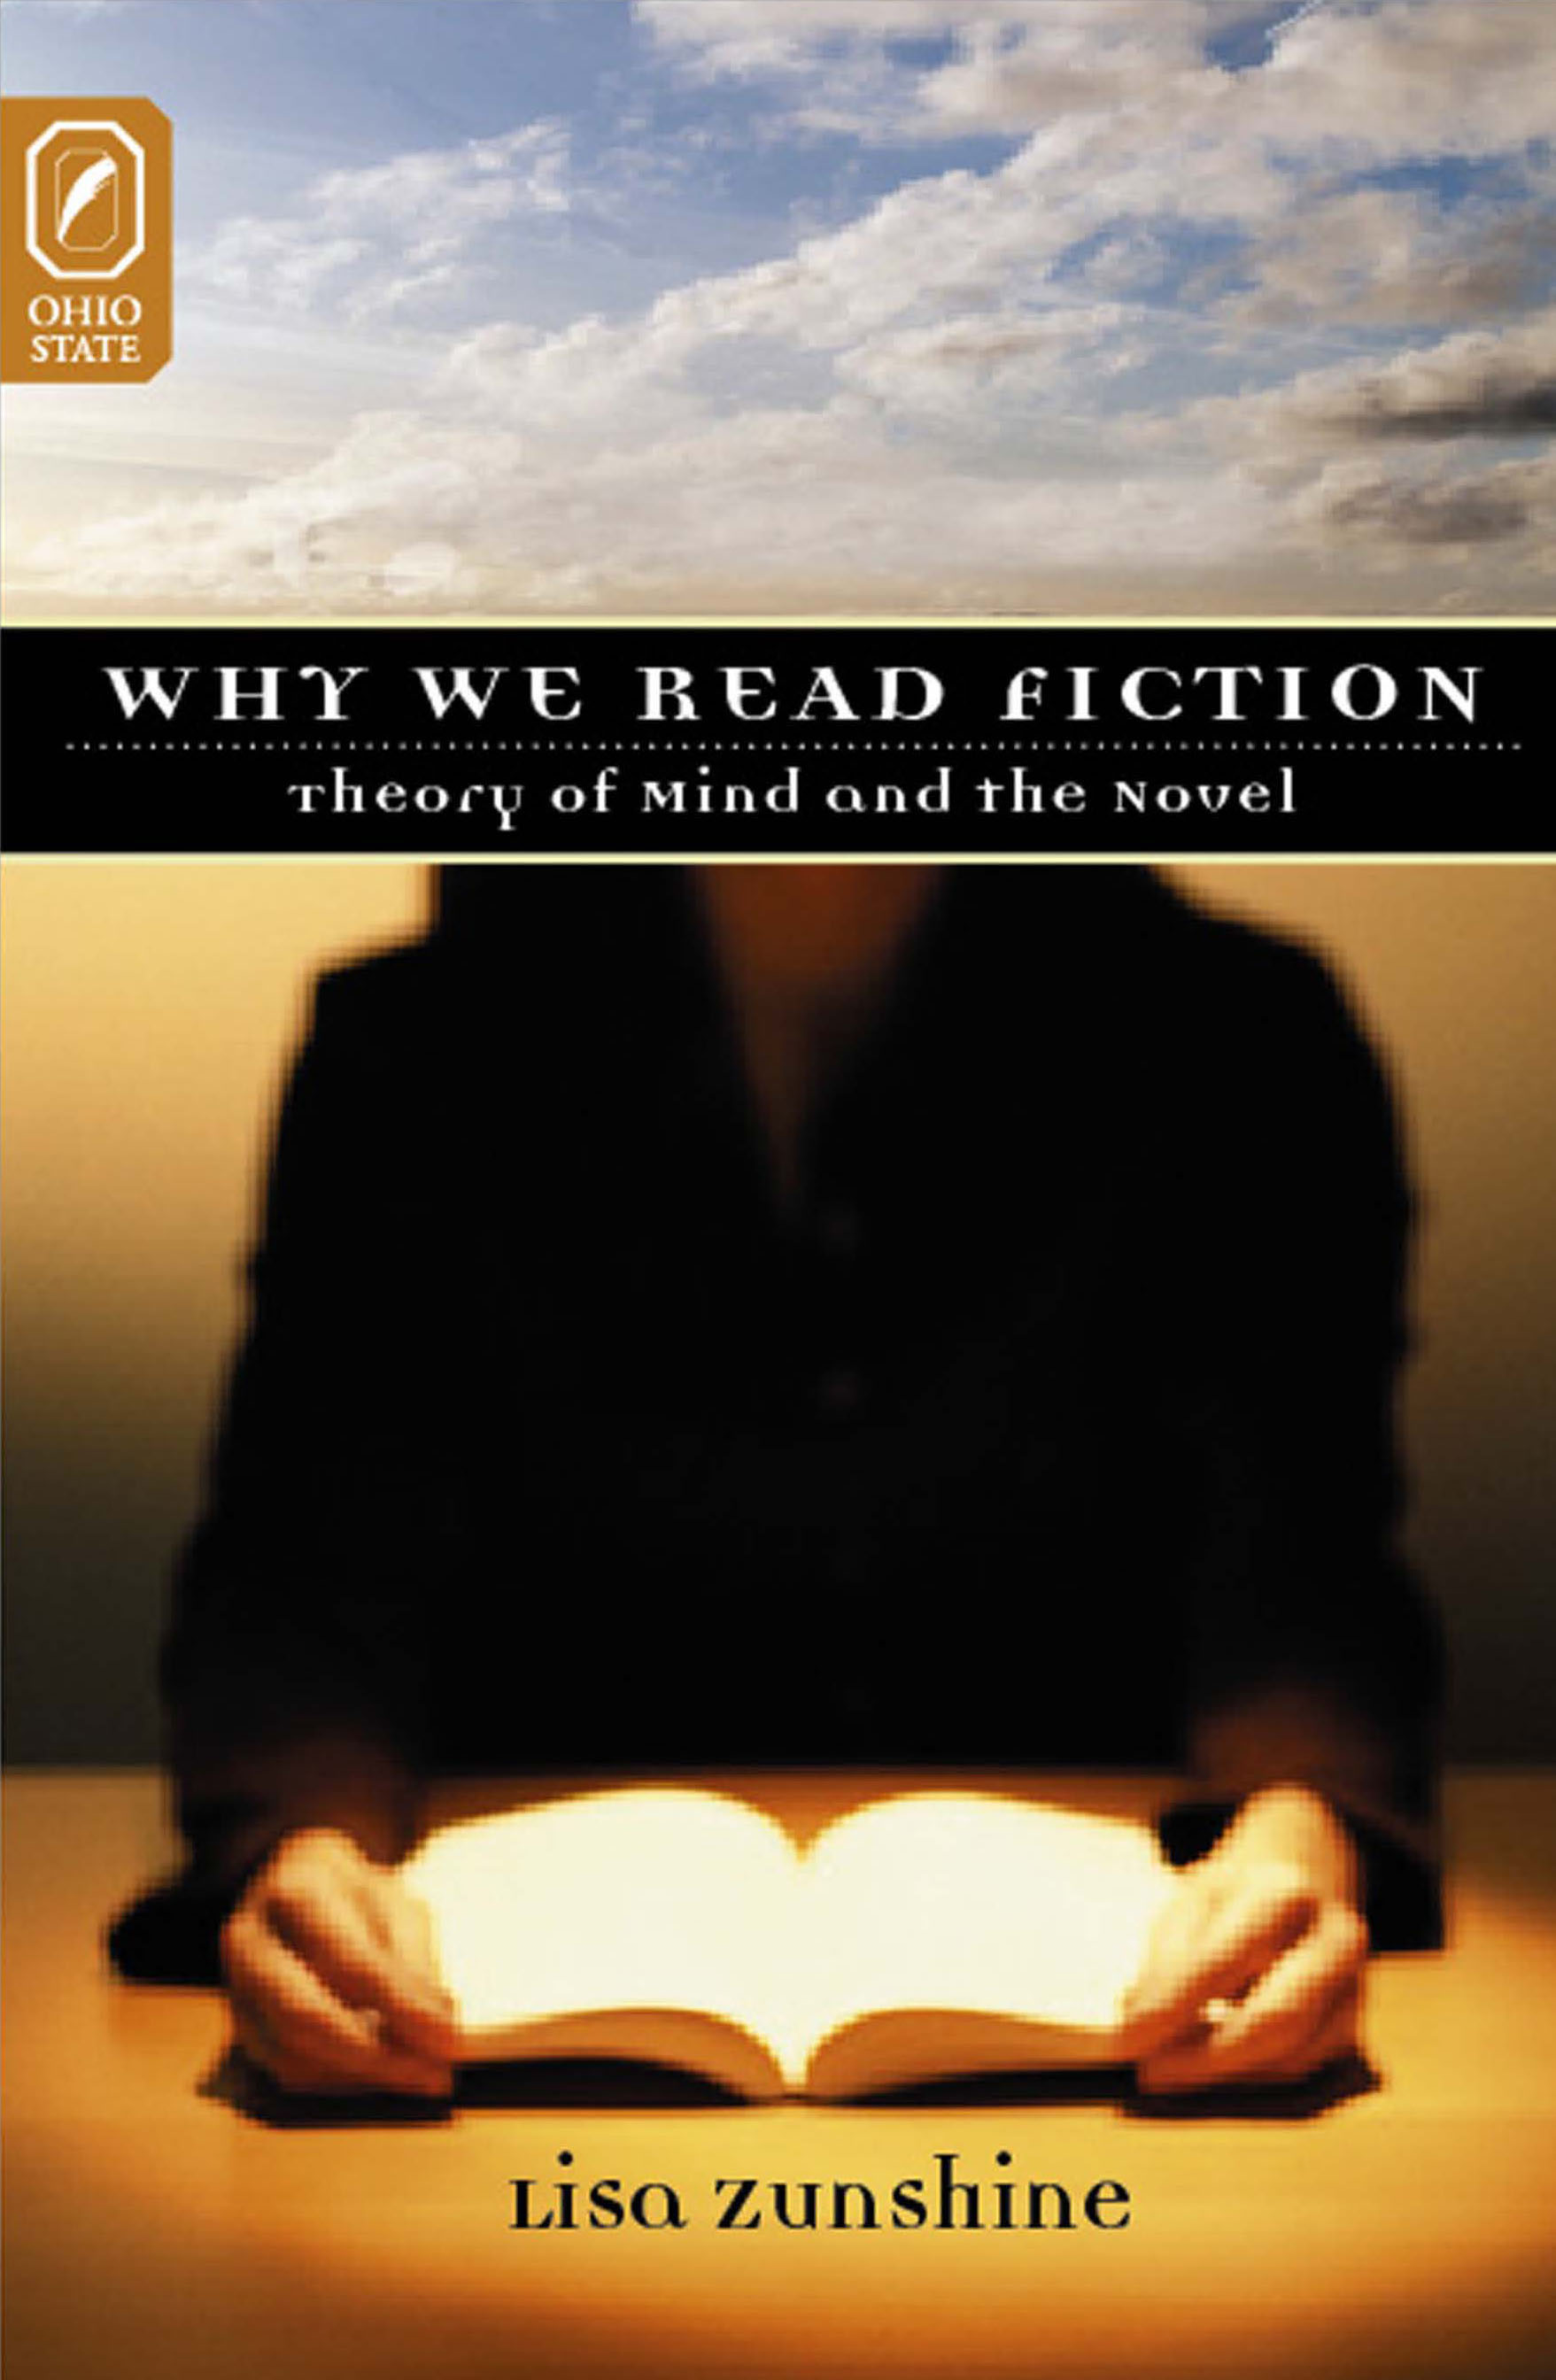 OHIO
STATE
WHY WE READ FICTION
Theory of Mind and the Novel
Lisa Zunshine